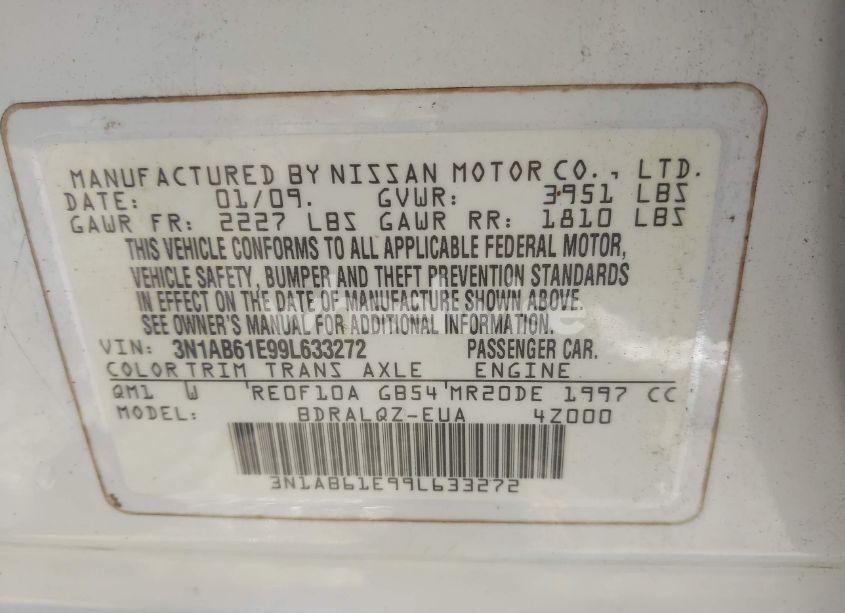 MANUFACTURED BY NISSAN MOTOR CO., LTD.
DATE: 01/09. GVWR: 3951 LBS
GAWR FR: 2227 LBS GAWR RR: 1810 LBS
THIS VEHICLE CONFORMS TO ALL APPLICABLE FEDERAL MOTOR,
VEHICLE SAFETY, BUMPER AND THEFT PREVENTION STANDARDS
IN EFFECT ON THE DATE OF MANUFACTURE SHOWN ABOVE.
SEE OWNER'S MANUAL FOR ADDITIONAL INFORMATION.
VIN: 3N1AB61E99L633272 PASSENGER CAR.
COLOR TRIM TRANS AXLE ENGINE
QM1 W RE0F10A GB54 MR20DE 1997 CC
MODEL: BDRALQZ-EUA 4Z000
3N1AB61E99L633272